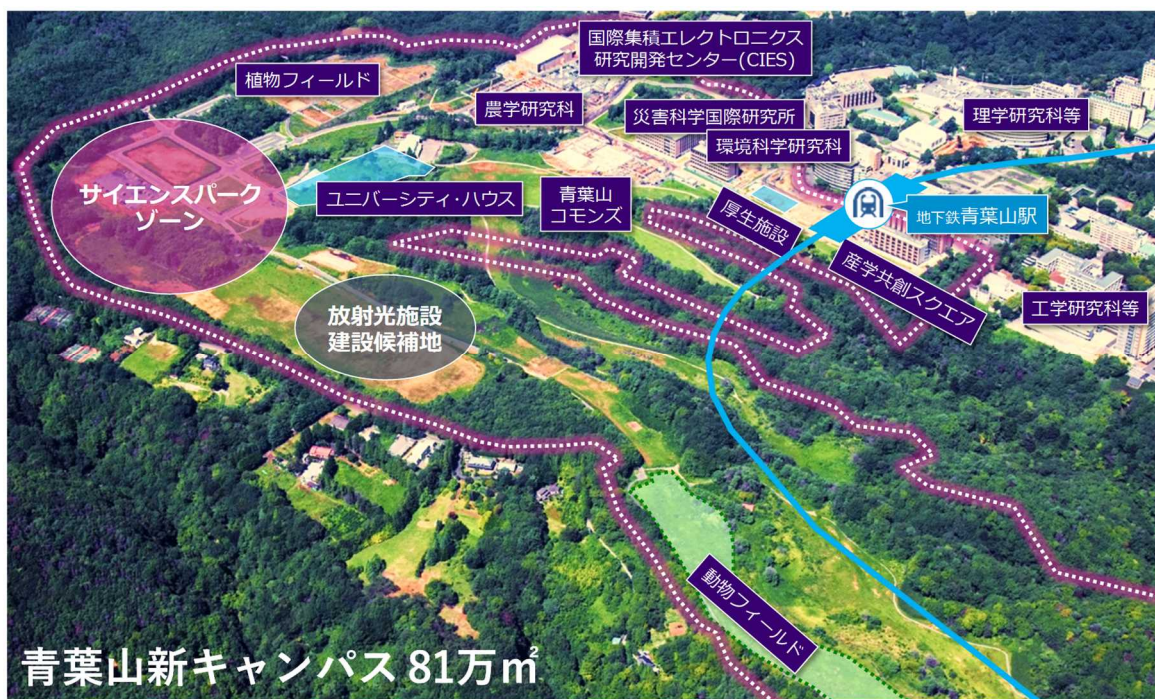 国際集積エレクトロニクス
研究開発センター(CIES)
植物フィールド
農学研究科
災害科学国際研究所
理学研究科等
環境科学研究科
サイエンスパーク
ゾーン
ユニバーシティ・ハウス
青葉山
コモンズ
厚生施設
地下鉄青葉山駅
産学共創スクエア
工学研究科等
放射光施設
建設候補地
動物フィールド
青葉山新キャンパス 81万㎡